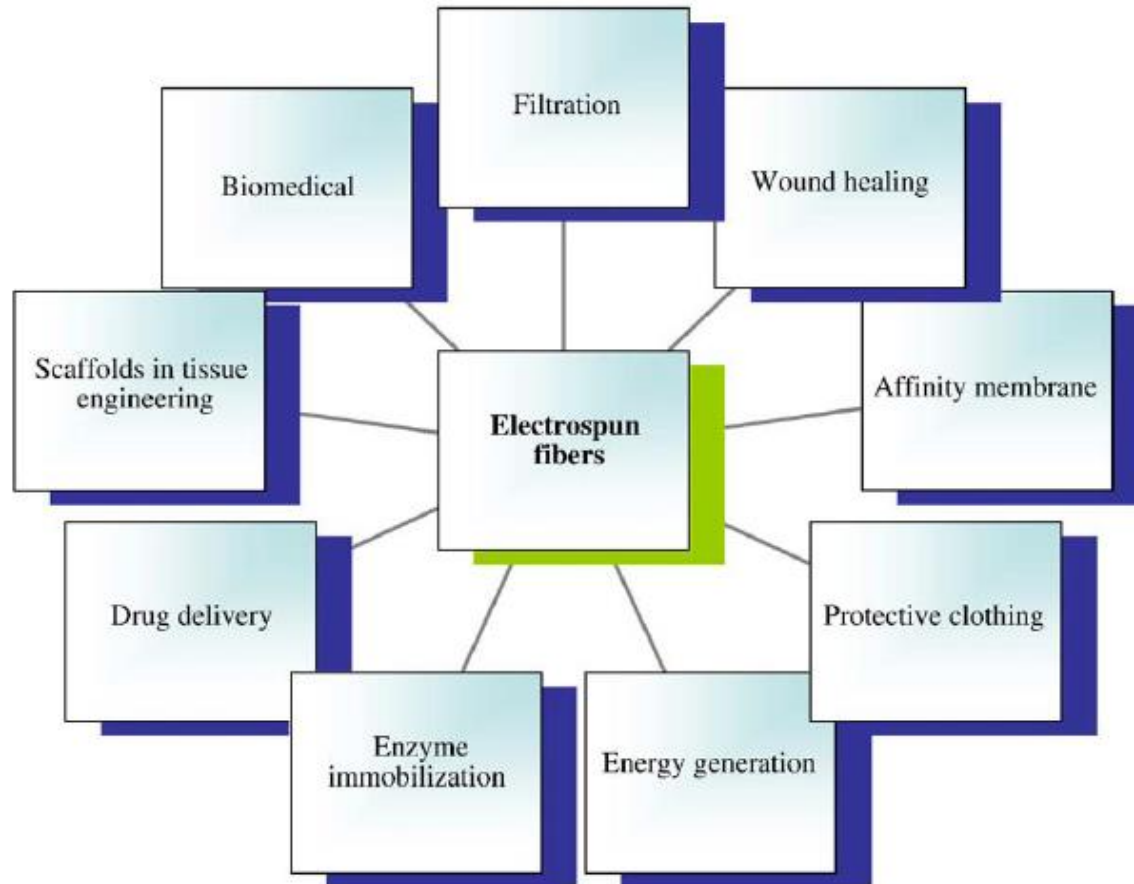 Filtration
Biomedical
Wound healing
Scaffolds in tissue
engineering
Affinity membrane
Electrospun
fibers
Drug delivery
Protective clothing
Enzyme
immobilization
Energy generation